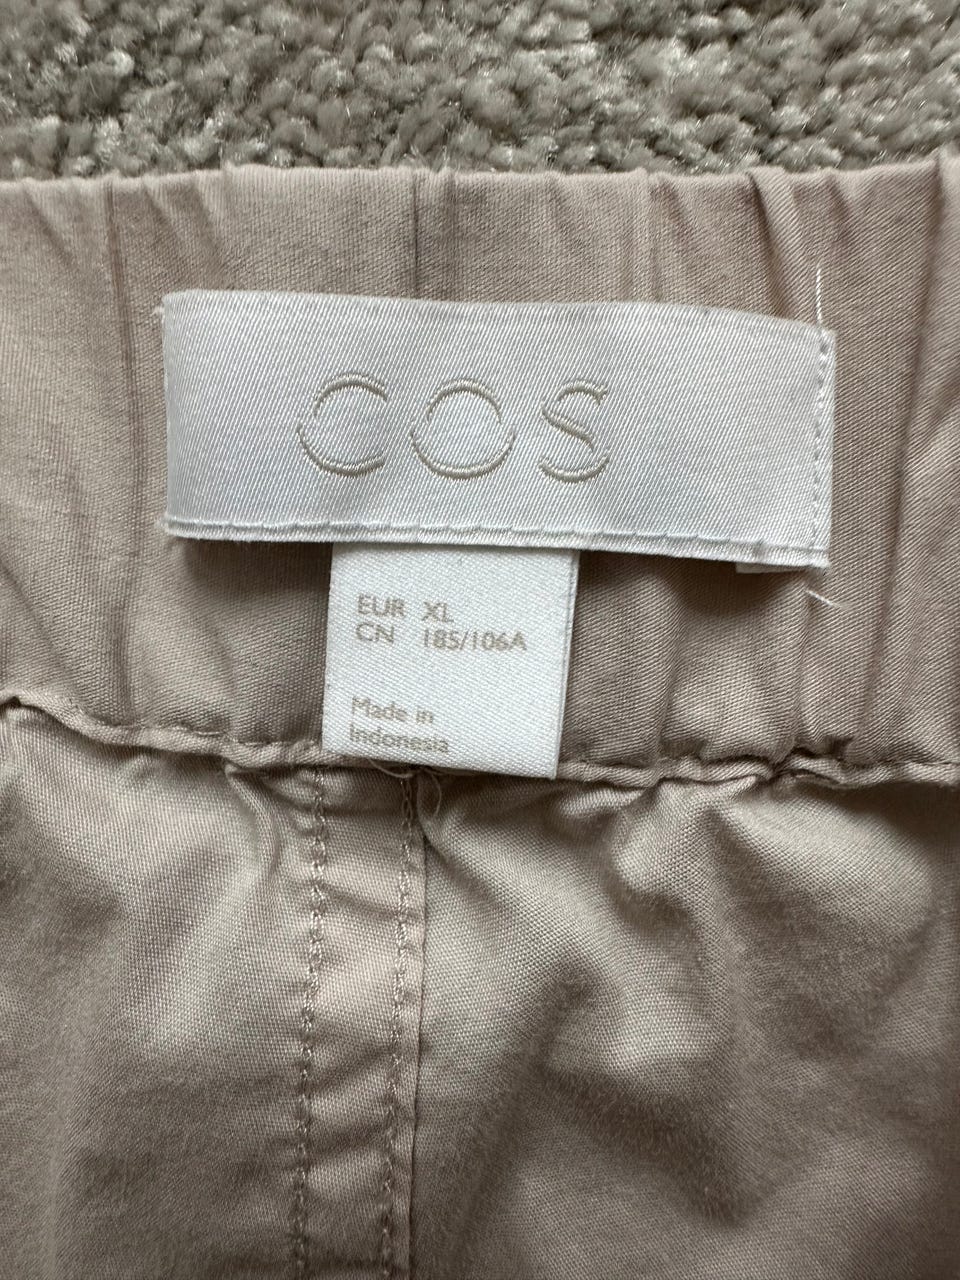 COS
EUR XL
CN 185/106A
Made in
Indonesia